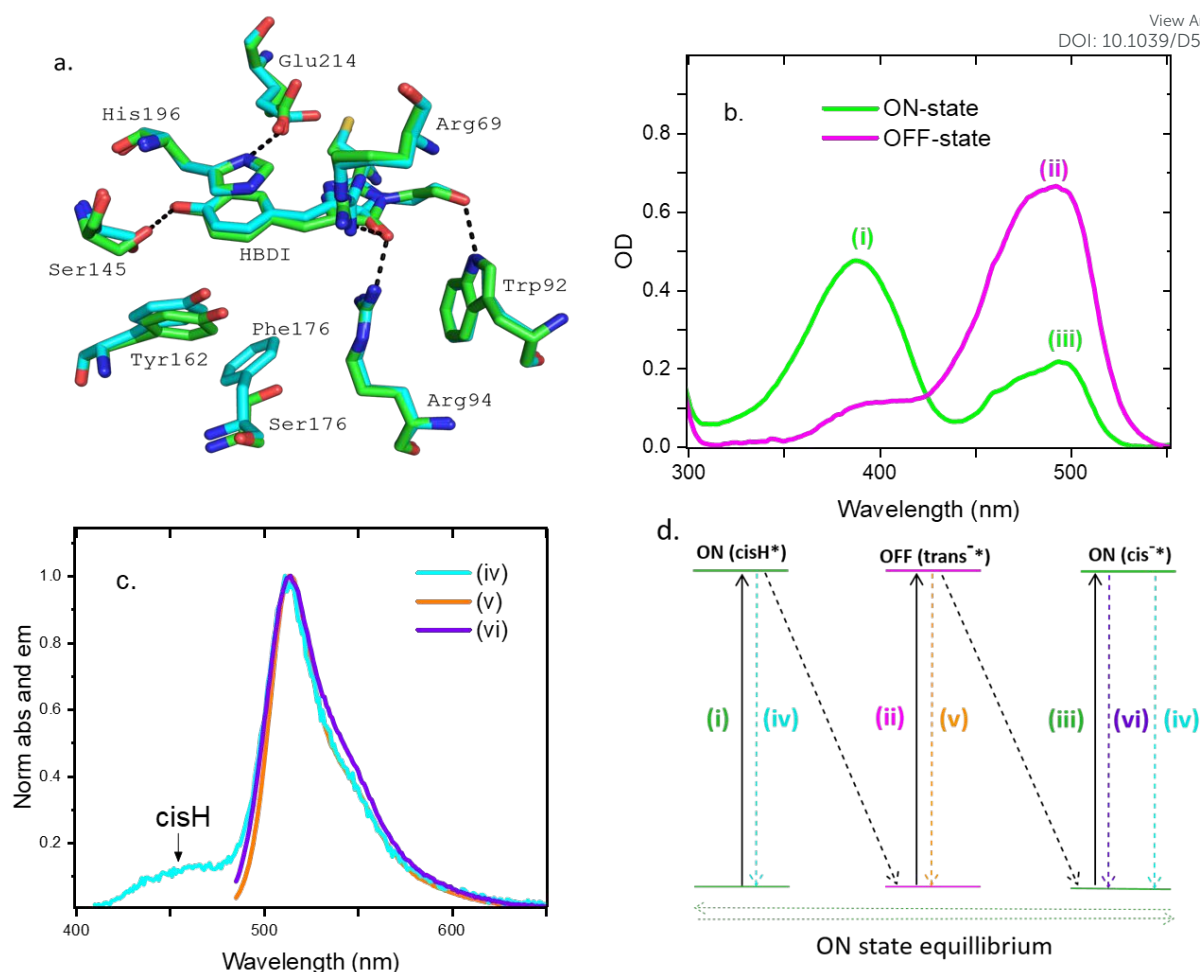 View A
DOI: 10.1039/D5
a.
Glu214
His196
Arg69
Ser145
HBDI
Trp92
Phe176
Tyr162
Ser176
Arg94
b.
ON-state
OFF-state
(i)
(ii)
(iii)
OD
0.8
0.6
0.4
0.2
0.0
300
400
500
Wavelength (nm)
c.
(iv)
(v)
(vi)
cisH
Norm abs and em
1.0
0.8
0.6
0.4
0.2
400
500
600
Wavelength (nm)
d.
ON (cisH*)
OFF (trans⁻*)
ON (cis⁻*)
(i)
(iv)
(ii)
(v)
(iii)
(vi)
(iv)
ON state equillibrium